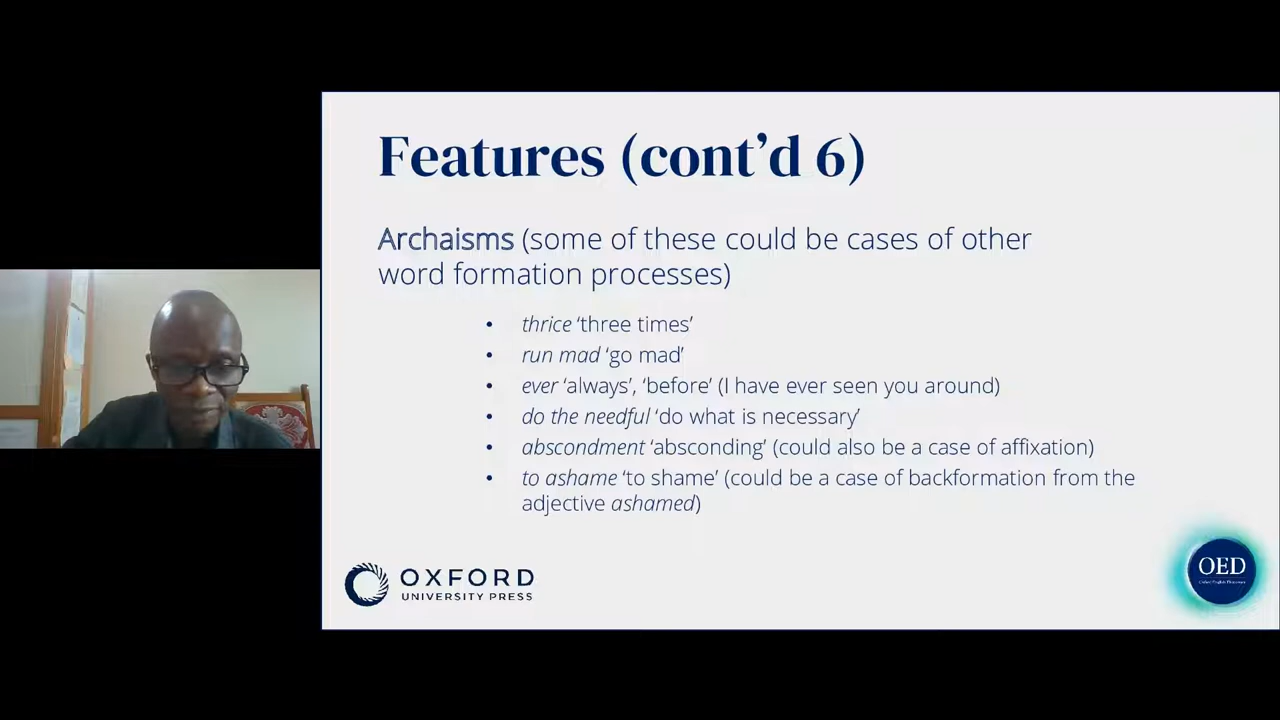 Features (cont’d 6)
Archaisms (some of these could be cases of other
word formation processes)
• thrice ‘three times’
• run mad ‘go mad’
• ever ‘always’, ‘before’ (I have ever seen you around)
• do the needful ‘do what is necessary’
• abscondment ‘absconding’ (could also be a case of affixation)
• to ashame ‘to shame’ (could be a case of backformation from the
adjective ashamed)
OXFORD
UNIVERSITY PRESS
OED
Oxford English Dictionary